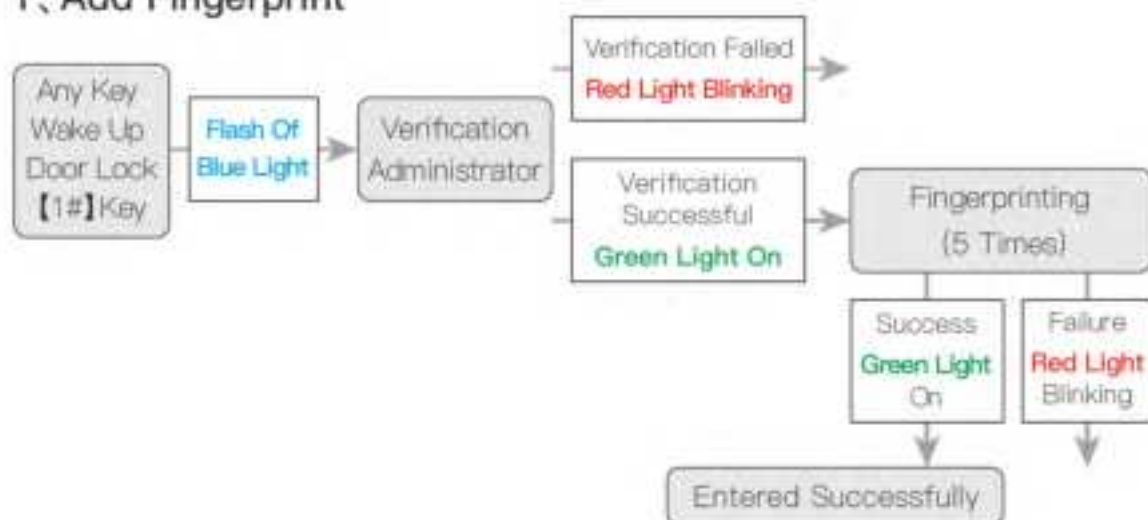 1、Add Fingerprint
Any Key
Wake Up
Door Lock
【1#】Key
Flash Of
Blue Light
Verification
Administrator
Verification Failed
Red Light Blinking
Verification
Successful
Green Light On
Fingerprinting
(5 Times)
Success
Green Light
On
Failure
Red Light
Blinking
Entered Successfully